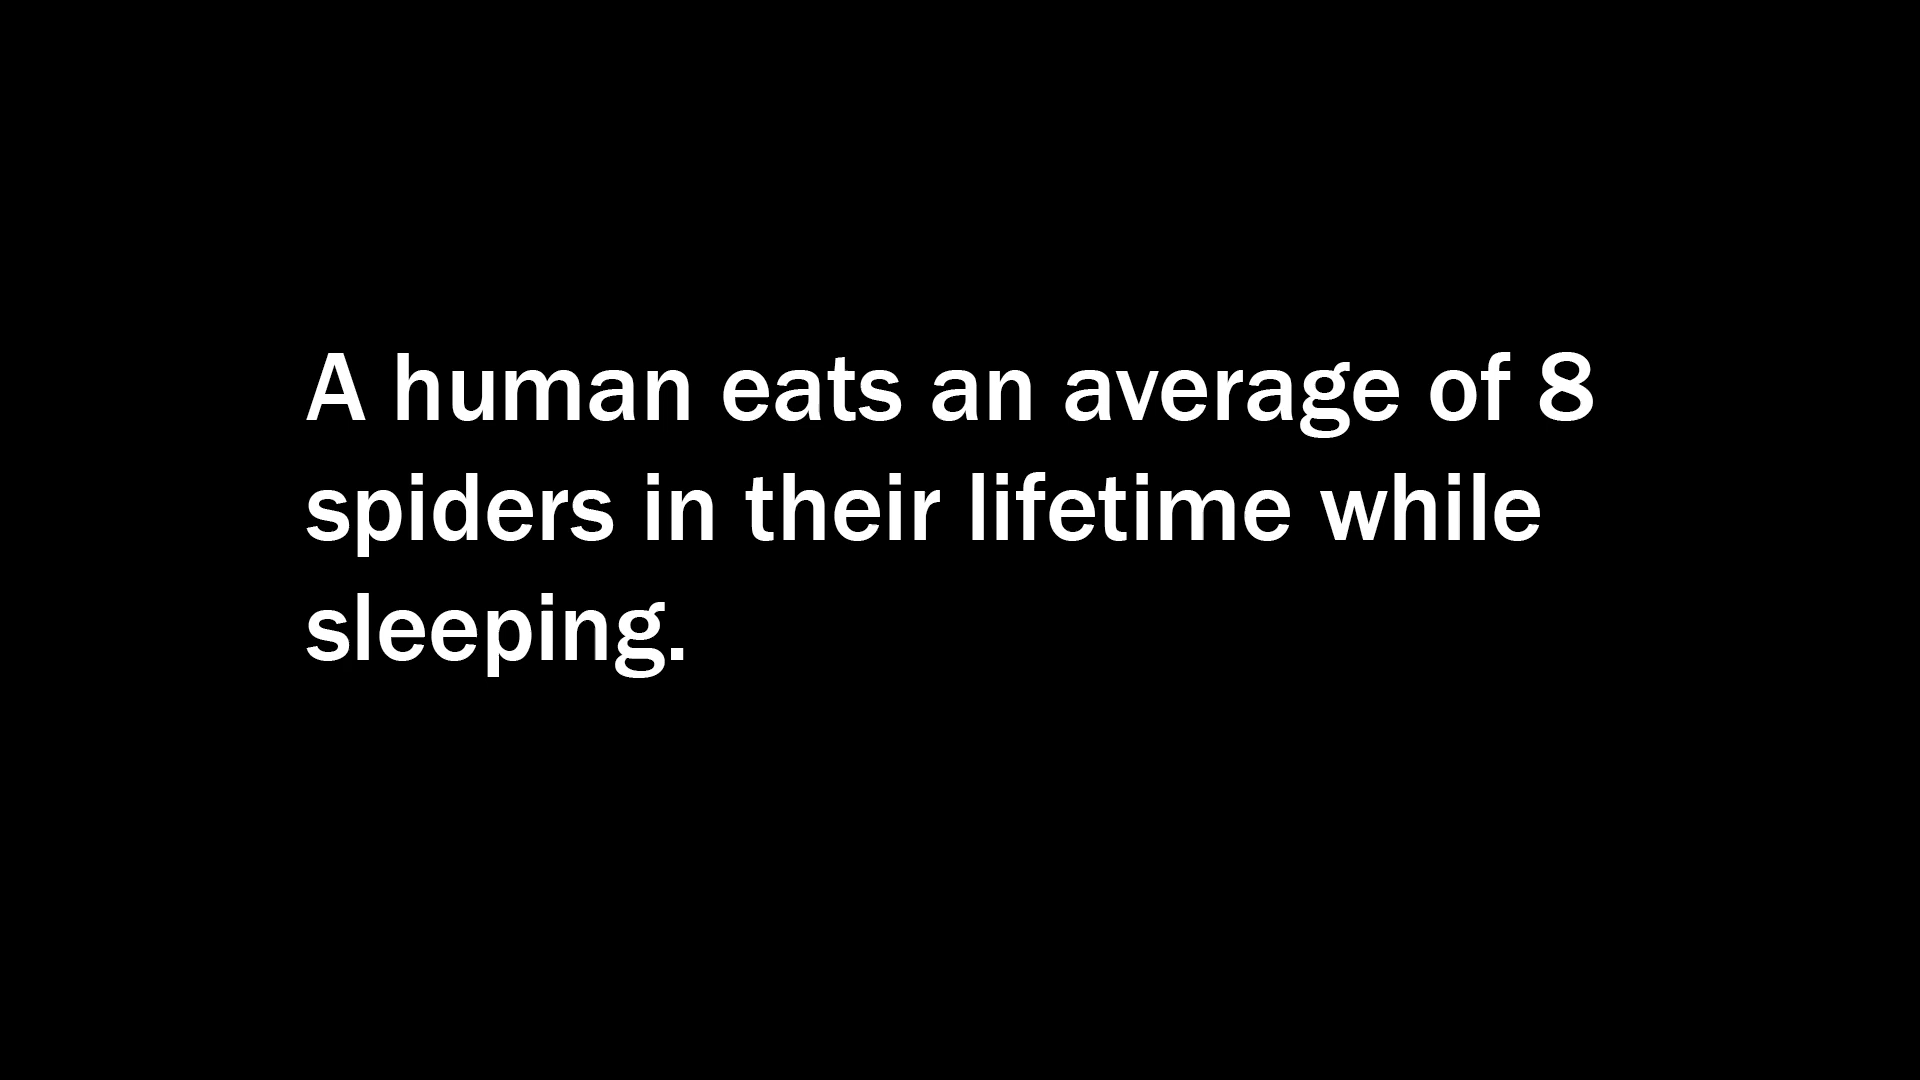 A human eats an average of 8
spiders in their lifetime while
sleeping.